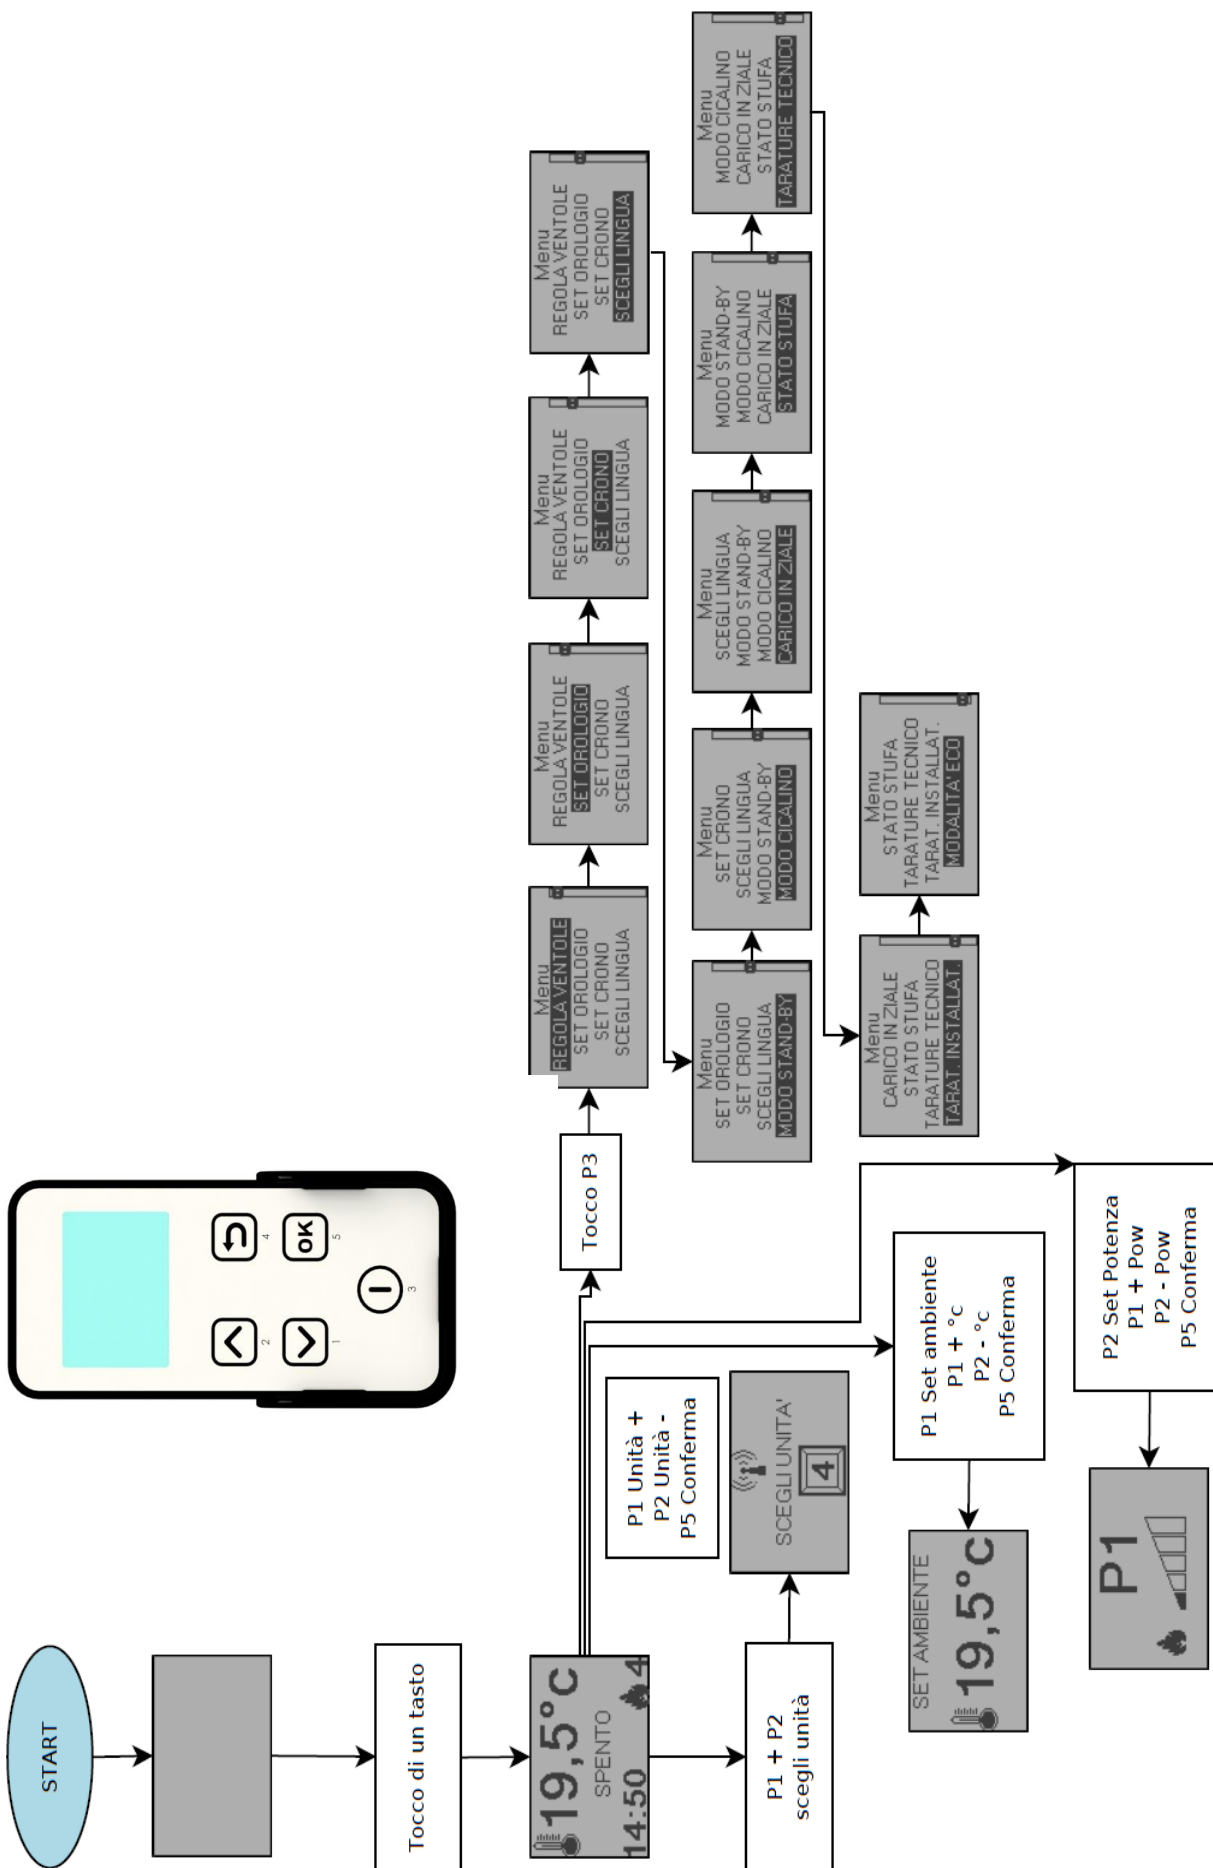 START
2
4
OK
1
5
3
Tocco di un tasto
19,5°c
SPENTO
14:50
4
P1 + P2
scegli unità
P1 Unità +
P2 Unità -
P5 Conferma
SCEGLI UNITA'
4
Tocco P3
Menu
REGOLA VENTOLE
SET OROLOGIO
SET CRONO
SCEGLI LINGUA
Menu
REGOLA VENTOLE
SET OROLOGIO
SET CRONO
SCEGLI LINGUA
Menu
REGOLA VENTOLE
SET OROLOGIO
SET CRONO
SCEGLI LINGUA
Menu
REGOLA VENTOLE
SET OROLOGIO
SET CRONO
SCEGLI LINGUA
Menu
SET OROLOGIO
SET CRONO
SCEGLI LINGUA
MODO STAND-BY
Menu
SET CRONO
SCEGLI LINGUA
MODO STAND-BY
MODO CICALINO
Menu
SCEGLI LINGUA
MODO STAND-BY
MODO CICALINO
CARICO IN ZIALE
Menu
MODO STAND-BY
MODO CICALINO
CARICO IN ZIALE
STATO STUFA
Menu
MODO CICALINO
CARICO IN ZIALE
STATO STUFA
TARATURE TECNICO
Menu
CARICO IN ZIALE
STATO STUFA
TARATURE TECNICO
TARAT. INSTALLAT.
Menu
STATO STUFA
TARATURE TECNICO
TARAT. INSTALLAT.
MODALITA' ECO
SET AMBIENTE
19,5°c
P1 Set ambiente
P1 + °c
P2 - °c
P5 Conferma
P1
P2 Set Potenza
P1 + Pow
P2 - Pow
P5 Conferma